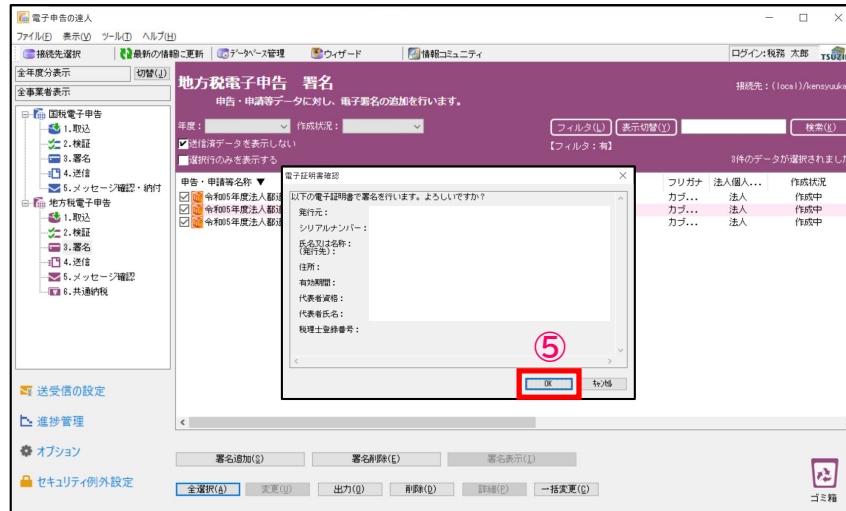 電子申告の達人
ファイル(F) 表示(V) ツール(T) ヘルプ(H)
接続先選択 最新の情報に更新 データベース管理 ウィザード 情報コミュニティ ログイン:税務 太郎
全年度分表示 切替(J)
全事業者表示
国税電子申告
1.取込
2.検証
3.署名
4.送信
5.メッセージ確認・納付
地方税電子申告
1.取込
2.検証
3.署名
4.送信
5.メッセージ確認
6.共通納税
送受信の設定
進捗管理
オプション
セキュリティ例外設定
地方税電子申告 署名
接続先:(local)/kensyuuka
申告・申請等データに対し、電子署名の追加を行います。
年度: 作成状況: フィルタ(L) 表示切替(Y) 検索(K)
送信済データを表示しない 【フィルタ:有】
選択行のみを表示する 3件のデータが選択されまし
申告・申請等名称 ▼ フリガナ 法人個人... 作成状況
令和05年度法人都道 カブ... 法人 作成中
令和05年度法人都道 カブ... 法人 作成中
令和05年度法人都道 カブ... 法人 作成中
電子証明書確認
以下の電子証明書で署名を行います。よろしいですか?
発行元:
シリアルナンバー:
氏名又は名称:
(発行先):
住所:
有効期間:
代表者資格:
代表者氏名:
税理士登録番号:
⑤
OK キャンセル
署名追加(S) 署名削除(E) 署名表示(I)
全選択(A) 変更(U) 出力(O) 削除(D) 詳細(P) 一括変更(C)
ゴミ箱